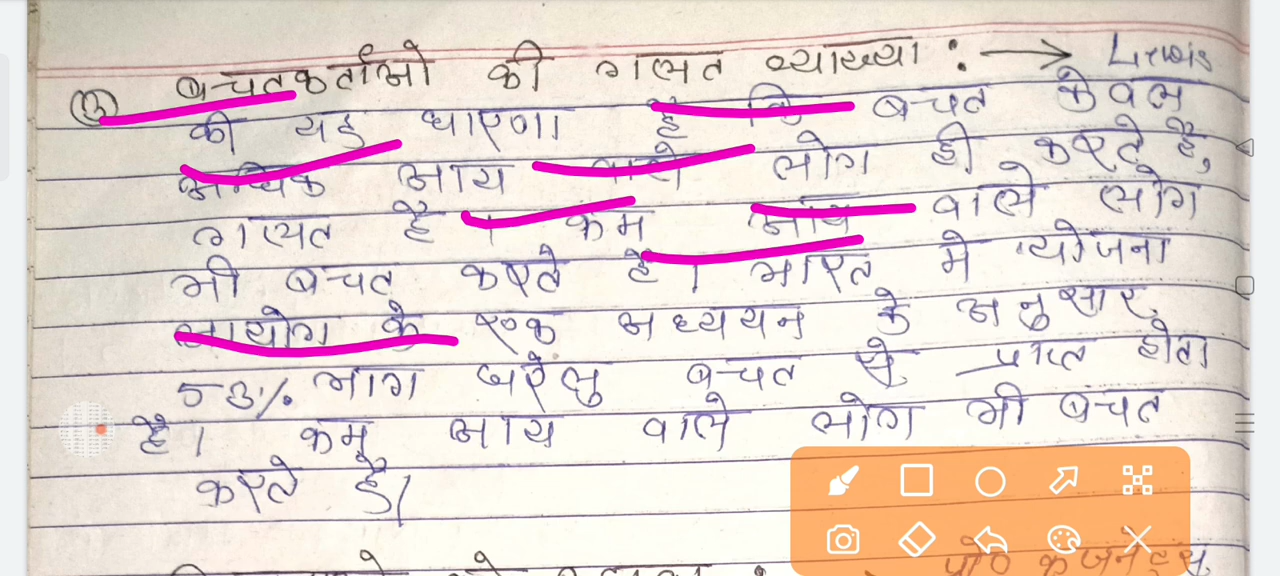 बचतकर्ताओ की गलत व्याख्या : → Lewis
की यह धारणा है कि बचत केवल
अधिक आय वाले लोग ही करते है,
गलत है । कम आय वाले लोग
भी बचत करते है । भारत मे योजना
आयोग के एक अध्ययन के अनुसार
53% भाग घरेलु बचत से प्राप्त होता
है । कम आय वाले लोग भी बचत
करते है।